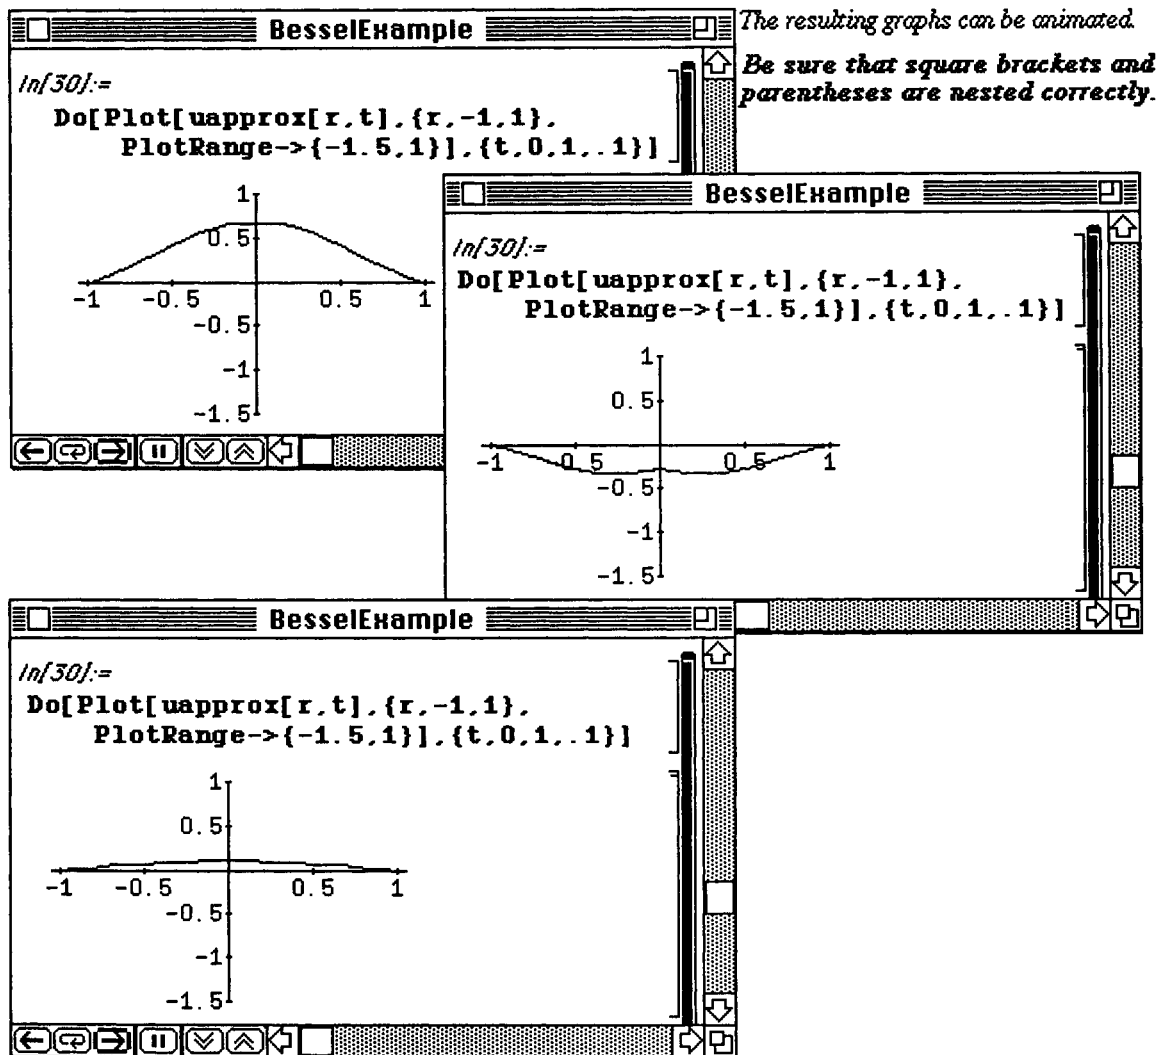 BesselExample
The resulting graphs can be animated.
Be sure that square brackets and
parentheses are nested correctly.
In[30]:=
Do[Plot[uapprox[r,t],{r,-1,1},
PlotRange->{-1.5,1}],{t,0,1,.1}]
1
0.5
-1 -0.5 0.5 1
-0.5
-1
-1.5
BesselExample
In[30]:=
Do[Plot[uapprox[r,t],{r,-1,1},
PlotRange->{-1.5,1}],{t,0,1,.1}]
1
0.5
-1 0.5 0.5 1
-0.5
-1
-1.5
BesselExample
In[30]:=
Do[Plot[uapprox[r,t],{r,-1,1},
PlotRange->{-1.5,1}],{t,0,1,.1}]
1
0.5
-1 -0.5 0.5 1
-0.5
-1
-1.5